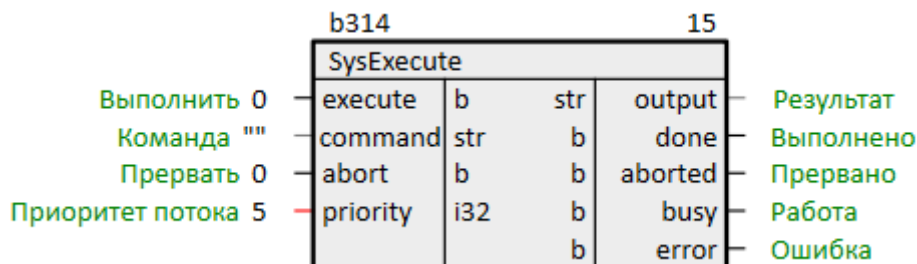 b314 15
SysExecute
Выполнить 0 execute b str output Результат
Команда "" command str b done Выполнено
Прервать 0 abort b b aborted Прервано
Приоритет потока 5 priority i32 b busy Работа
b error Ошибка